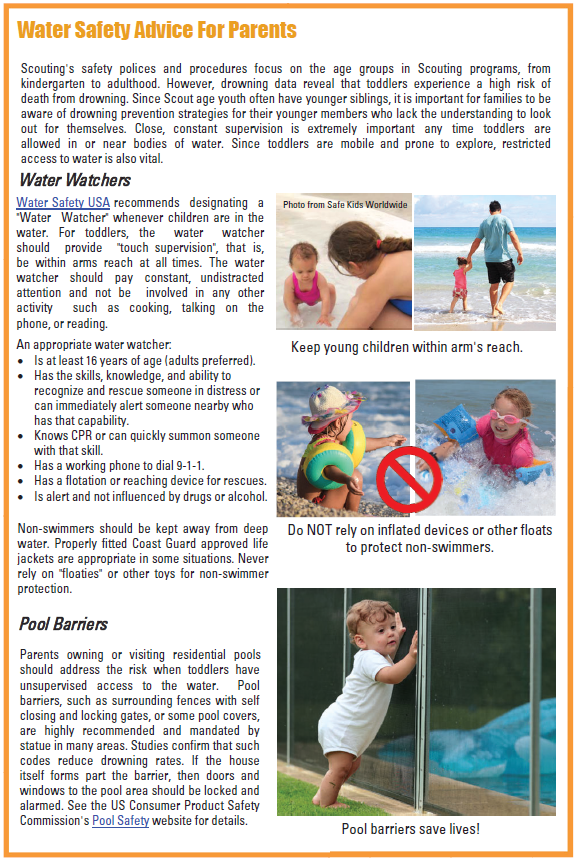 Water Safety Advice For Parents
Scouting's safety polices and procedures focus on the age groups in Scouting programs, from
kindergarten to adulthood. However, drowning data reveal that toddlers experience a high risk of
death from drowning. Since Scout age youth often have younger siblings, it is important for families to be
aware of drowning prevention strategies for their younger members who lack the understanding to look
out for themselves. Close, constant supervision is extremely important any time toddlers are
allowed in or near bodies of water. Since toddlers are mobile and prone to explore, restricted
access to water is also vital.
Water Watchers
Water Safety USA recommends designating a
"Water Watcher" whenever children are in the
water. For toddlers, the water watcher
should provide "touch supervision", that is,
be within arms reach at all times. The water
watcher should pay constant, undistracted
attention and not be involved in any other
activity such as cooking, talking on the
phone, or reading.
An appropriate water watcher:
• Is at least 16 years of age (adults preferred).
• Has the skills, knowledge, and ability to
recognize and rescue someone in distress or
can immediately alert someone nearby who
has that capability.
• Knows CPR or can quickly summon someone
with that skill.
• Has a working phone to dial 9-1-1.
• Has a flotation or reaching device for rescues.
• Is alert and not influenced by drugs or alcohol.
Non-swimmers should be kept away from deep
water. Properly fitted Coast Guard approved life
jackets are appropriate in some situations. Never
rely on "floaties" or other toys for non-swimmer
protection.
Photo from Safe Kids Worldwide
Keep young children within arm's reach.
Do NOT rely on inflated devices or other floats
to protect non-swimmers.
Pool Barriers
Parents owning or visiting residential pools
should address the risk when toddlers have
unsupervised access to the water. Pool
barriers, such as surrounding fences with self
closing and locking gates, or some pool covers,
are highly recommended and mandated by
statue in many areas. Studies confirm that such
codes reduce drowning rates. If the house
itself forms part the barrier, then doors and
windows to the pool area should be locked and
alarmed. See the US Consumer Product Safety
Commission's Pool Safety website for details.
Pool barriers save lives!